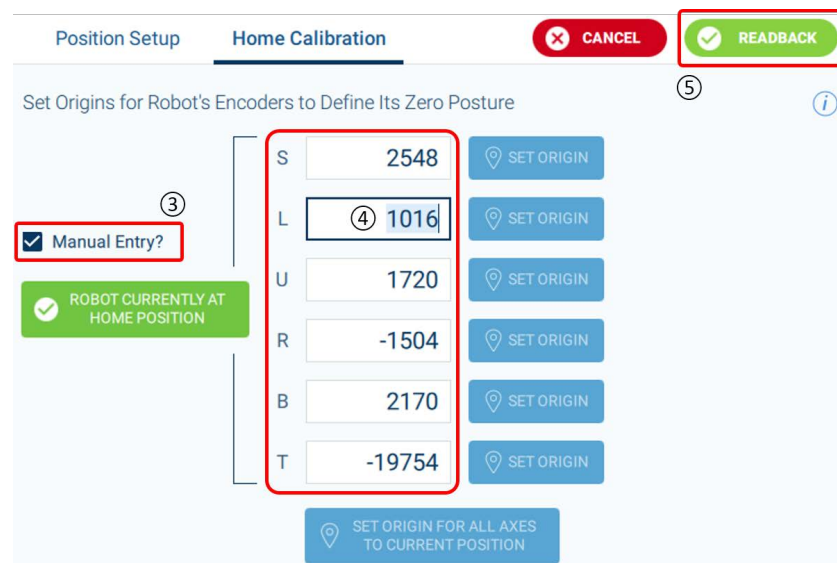 Position Setup
Home Calibration
CANCEL
READBACK
⑤
Set Origins for Robot's Encoders to Define Its Zero Posture
i
③
Manual Entry?
ROBOT CURRENTLY AT
HOME POSITION
S 2548 SET ORIGIN
L ④ 1016 SET ORIGIN
U 1720 SET ORIGIN
R -1504 SET ORIGIN
B 2170 SET ORIGIN
T -19754 SET ORIGIN
SET ORIGIN FOR ALL AXES
TO CURRENT POSITION